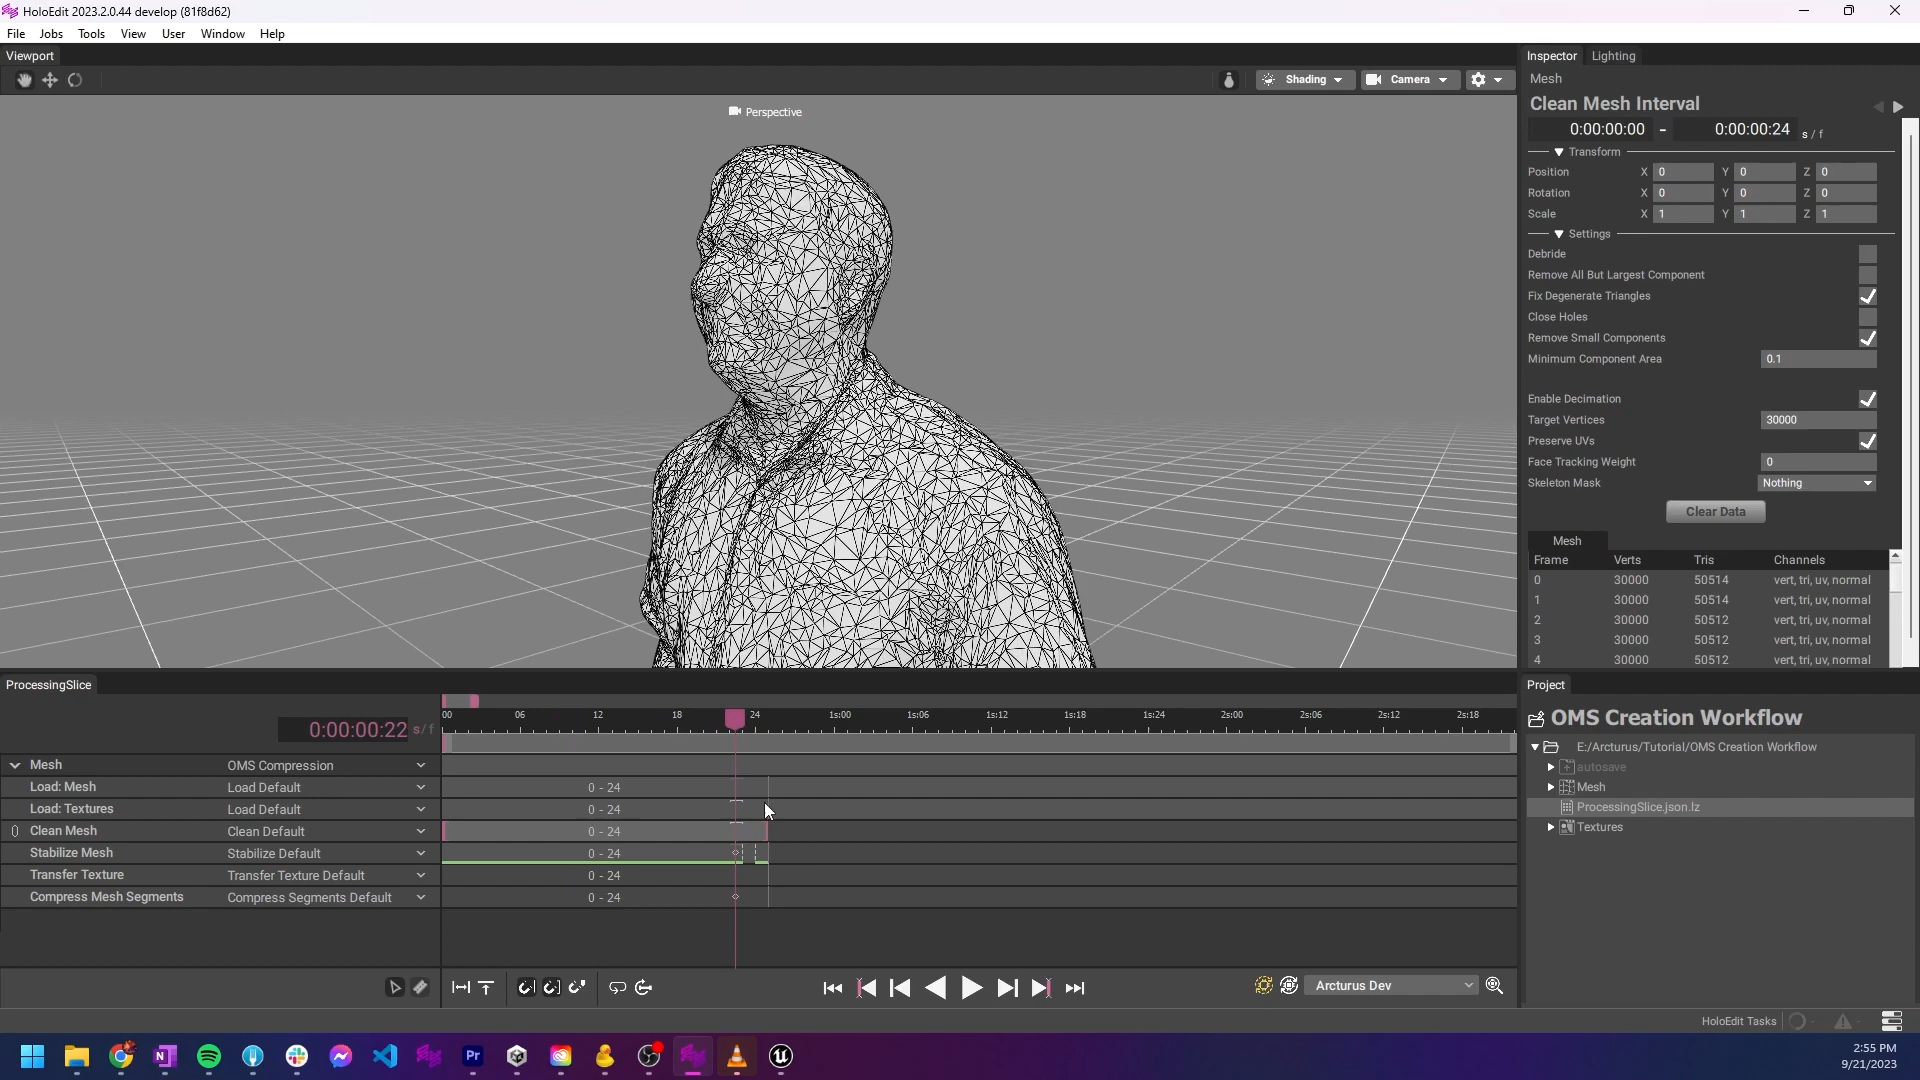 HoloEdit 2023.2.0.44 develop (81f8d62)
File Jobs Tools View User Window Help
Viewport
Shading Camera
Perspective
Inspector Lighting
Mesh
Clean Mesh Interval
0:00:00:00 - 0:00:00:24 s / f
Transform
Position X 0 Y 0 Z 0
Rotation X 0 Y 0 Z 0
Scale X 1 Y 1 Z 1
Settings
Debride
Remove All But Largest Component
Fix Degenerate Triangles
Close Holes
Remove Small Components
Minimum Component Area 0.1
Enable Decimation
Target Vertices 30000
Preserve UVs
Face Tracking Weight 0
Skeleton Mask Nothing
Clear Data
Mesh
Frame Verts Tris Channels
0 30000 50514 vert, tri, uv, normal
1 30000 50514 vert, tri, uv, normal
2 30000 50512 vert, tri, uv, normal
3 30000 50512 vert, tri, uv, normal
4 30000 50512 vert, tri, uv, normal
ProcessingSlice
0:00:00:22 s / f
00 06 12 18 24 1s:00 1s:06 1s:12 1s:18 1s:24 2s:00 2s:06 2s:12 2s:18
Mesh OMS Compression
Load: Mesh Load Default 0 - 24
Load: Textures Load Default 0 - 24
Clean Mesh Clean Default 0 - 24
Stabilize Mesh Stabilize Default 0 - 24
Transfer Texture Transfer Texture Default 0 - 24
Compress Mesh Segments Compress Segments Default 0 - 24
Arcturus Dev
Project
OMS Creation Workflow
E:/Arcturus/Tutorial/OMS Creation Workflow
autosave
Mesh
ProcessingSlice.json.lz
Textures
HoloEdit Tasks
Pr
2:55 PM
9/21/2023